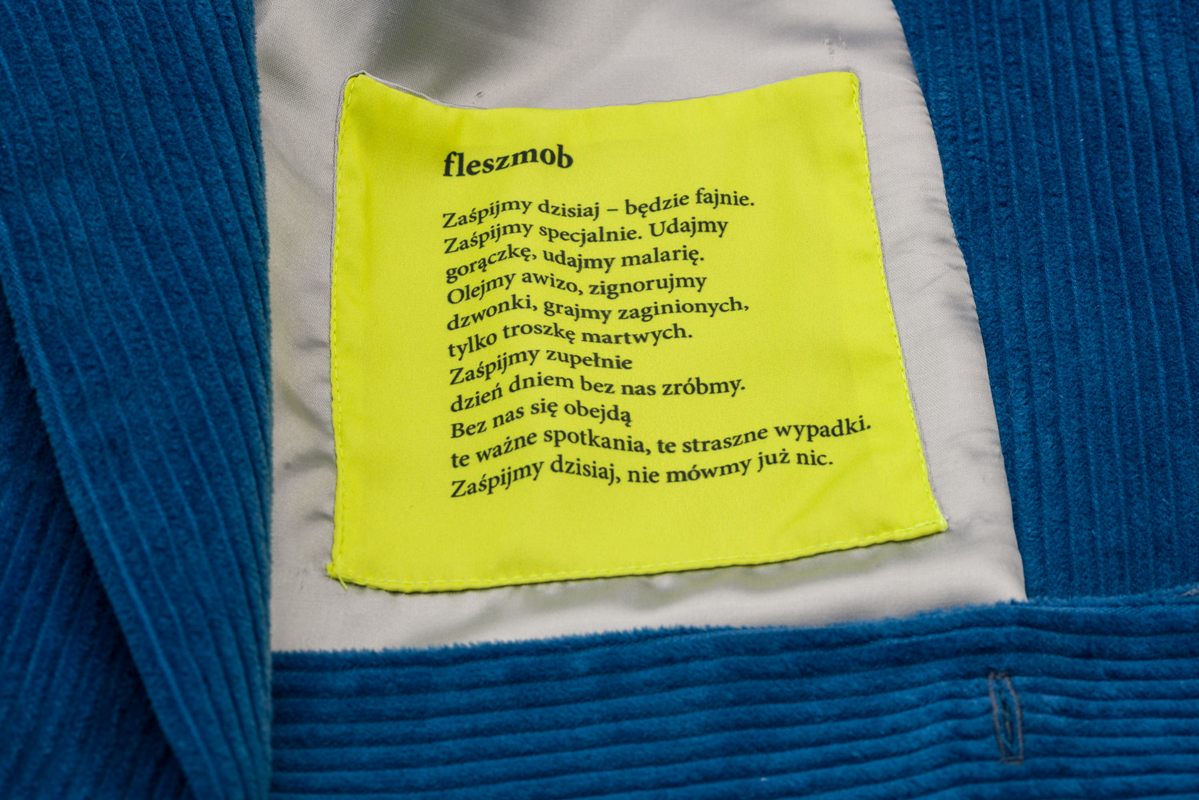 fleszmob
Zaśpijmy dzisiaj – będzie fajnie.
Zaśpijmy specjalnie. Udajmy
gorączkę, udajmy malarię.
Olejmy awizo, zignorujmy
dzwonki, grajmy zaginionych,
tylko troszkę martwych.
Zaśpijmy zupełnie
dzień dniem bez nas zróbmy.
Bez nas się obejdą
te ważne spotkania, te straszne wypadki.
Zaśpijmy dzisiaj, nie mówmy już nic.